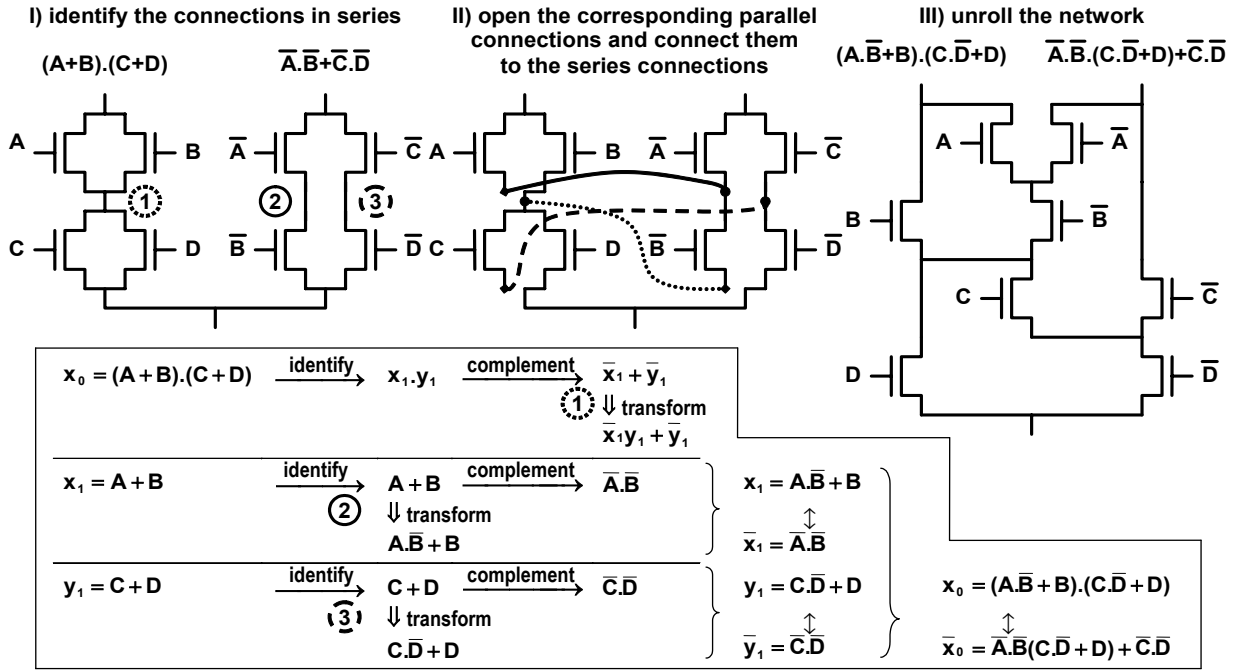 I) identify the connections in series
II) open the corresponding parallel
connections and connect them
to the series connections
III) unroll the network
(A+B).(C+D)
A̅.B̅+C̅.D̅
(A.B̅+B).(C.D̅+D)
A̅.B̅.(C.D̅+D)+C̅.D̅
A B A̅ C̅ A B A̅ C̅
1 2 3
C D B̅ D̅ C D B̅ D̅
A A̅
B B̅
C C̅
D D̅
x₀ = (A+B).(C+D) identify x₁.y₁ complement x̅₁ + y̅₁
1 ⇓ transform
x̅₁y₁ + y̅₁
x₁ = A+B identify A+B complement A̅.B̅
2 ⇓ transform
A.B̅+B
x₁ = A.B̅+B
↕
x̅₁ = A̅.B̅
y₁ = C+D identify C+D complement C̅.D̅
3 ⇓ transform
C.D̅+D
y₁ = C.D̅+D
↕
y̅₁ = C̅.D̅
x₀ = (A.B̅+B).(C.D̅+D)
↕
x̅₀ = A̅.B̅(C.D̅+D)+C̅.D̅